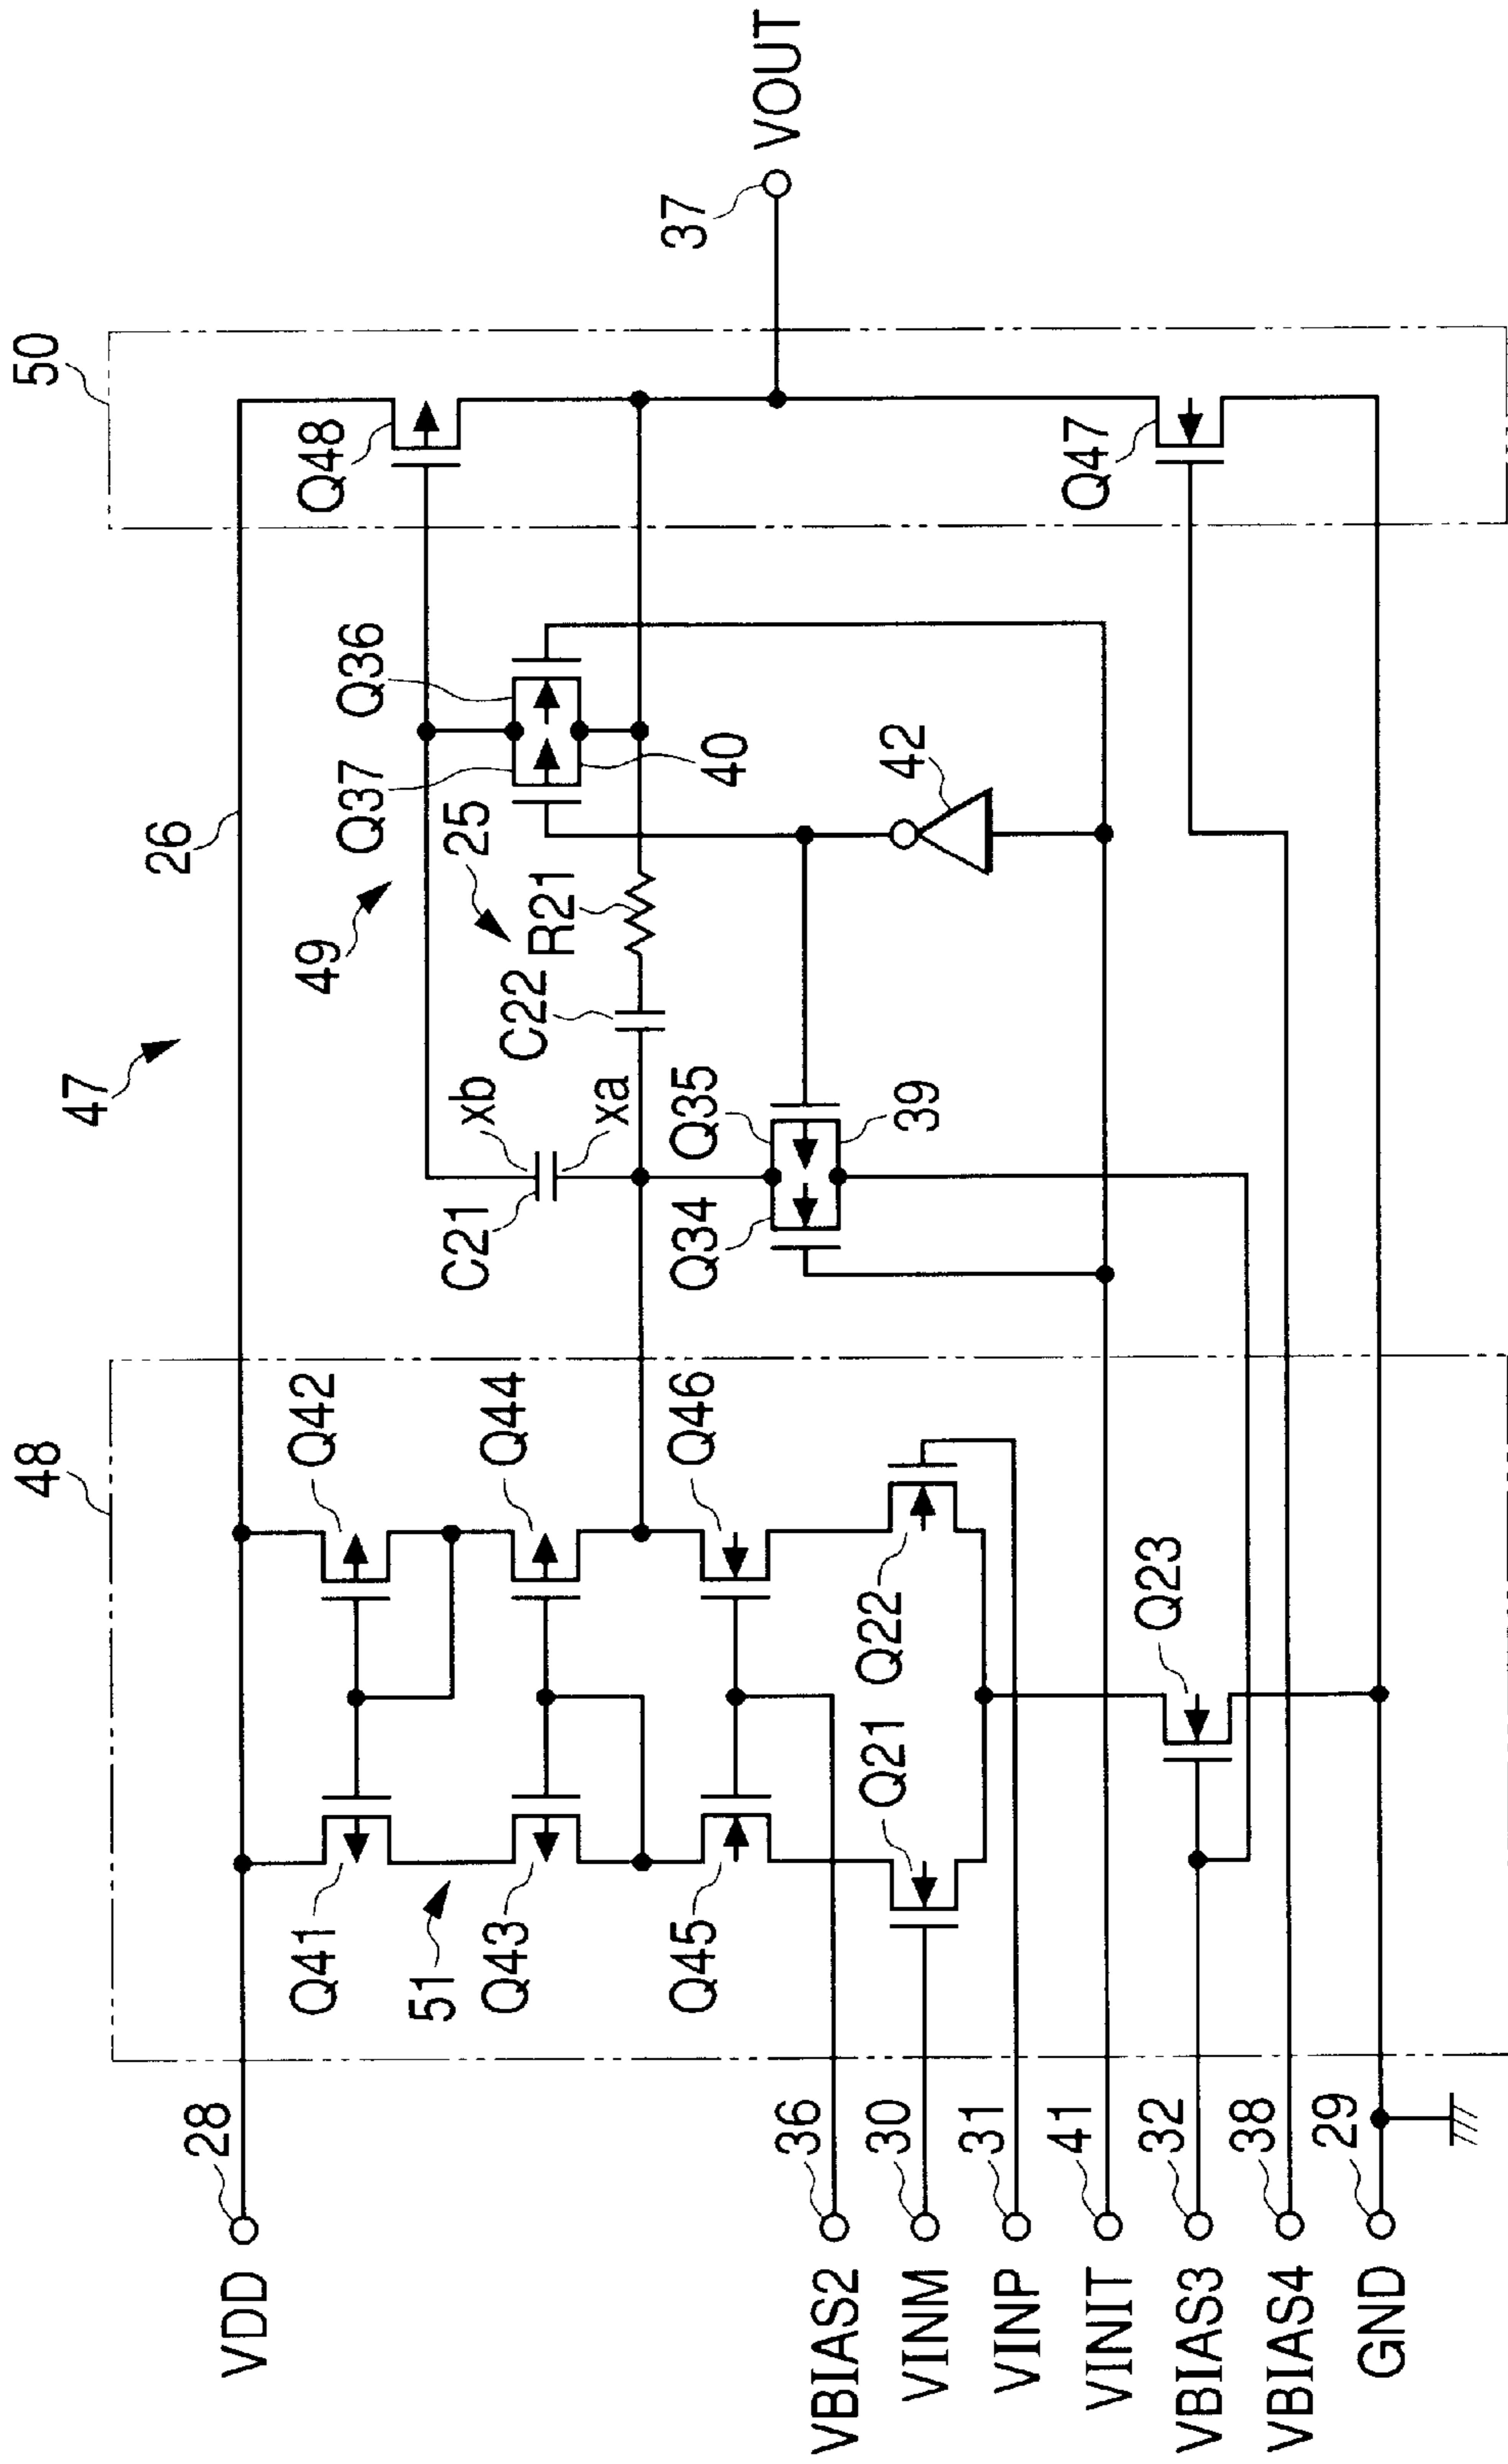 47
48
50
26
28
VDD
Q41
Q42
Q43
Q44
51
Q45
Q46
36
VBIAS2
30
VINM
31
VINP
41
VINIT
32
VBIAS3
38
VBIAS4
29
GND
Q21
Q22
Q23
C21
xb
xa
49
25
C22
R21
Q37
Q36
40
Q34
Q35
39
42
Q48
Q47
37
VOUT